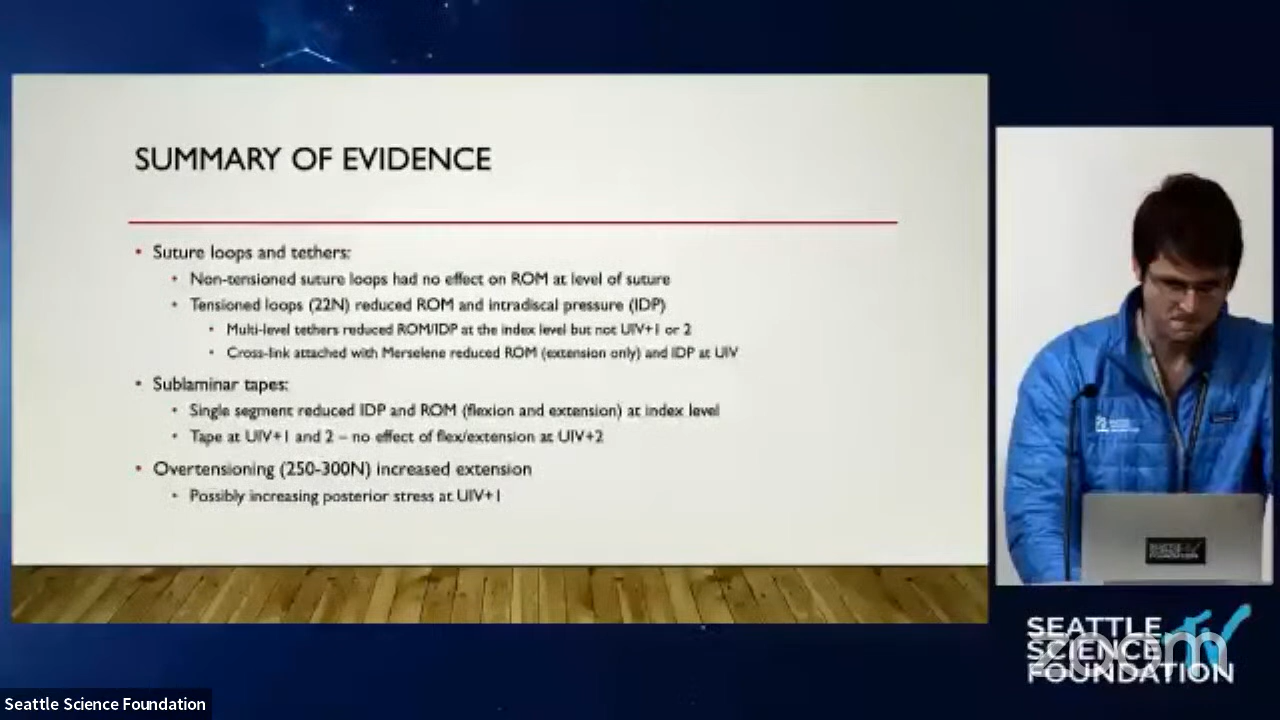 SUMMARY OF EVIDENCE
• Suture loops and tethers:
• Non-tensioned suture loops had no effect on ROM at level of suture
• Tensioned loops (22N) reduced ROM and intradiscal pressure (IDP)
• Multi-level tethers reduced ROM/IDP at the index level but not UIV+1 or 2
• Cross-link attached with Merselene reduced ROM (extension only) and IDP at UIV
• Sublaminar tapes:
• Single segment reduced IDP and ROM (flexion and extension) at index level
• Tape at UIV+1 and 2 – no effect of flex/extension at UIV+2
• Overtensioning (250-300N) increased extension
• Possibly increasing posterior stress at UIV+1
SEATTLE
SCIENCE
FOUNDATION
SEATTLE
SCIENCE
FOUNDATION
TV
zoom
Seattle Science Foundation